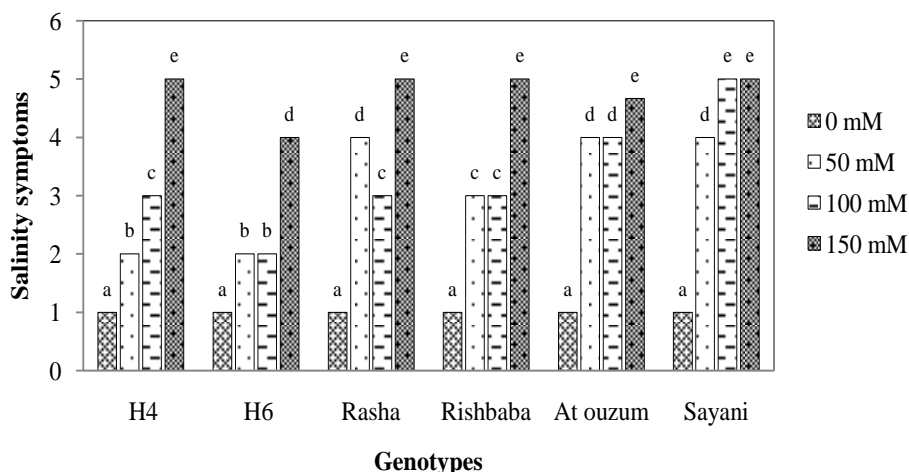 6
5
4
3
2
1
0
Salinity symptoms
a b c e
a b b d
a d c e
a c c e
a d d e
a d e e
H4 H6 Rasha Rishbaba At ouzum Sayani
Genotypes
0 mM
50 mM
100 mM
150 mM